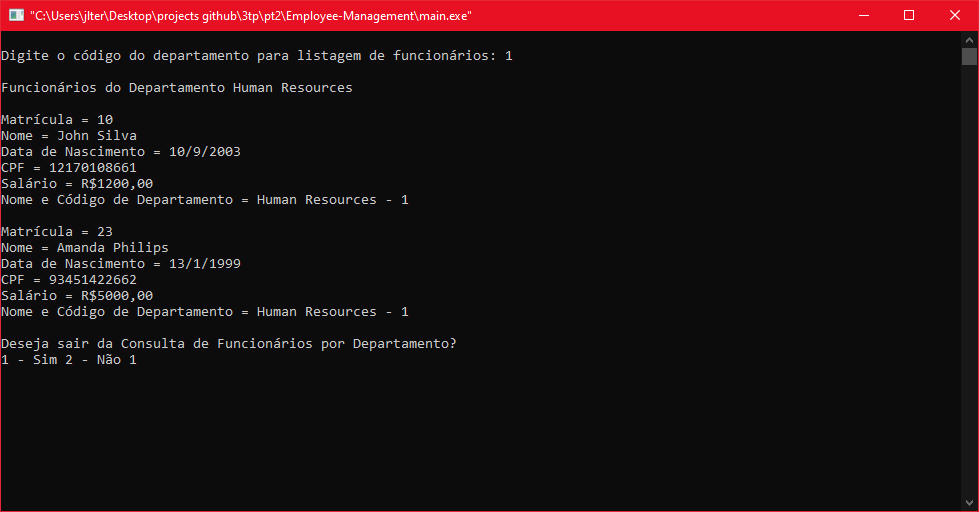 "C:\Users\jlter\Desktop\projects github\3tp\pt2\Employee-Management\main.exe"
Digite o código do departamento para listagem de funcionários: 1
Funcionários do Departamento Human Resources
Matrícula = 10
Nome = John Silva
Data de Nascimento = 10/9/2003
CPF = 12170108661
Salário = R$1200,00
Nome e Código de Departamento = Human Resources - 1
Matrícula = 23
Nome = Amanda Philips
Data de Nascimento = 13/1/1999
CPF = 93451422662
Salário = R$5000,00
Nome e Código de Departamento = Human Resources - 1
Deseja sair da Consulta de Funcionários por Departamento?
1 - Sim 2 - Não 1